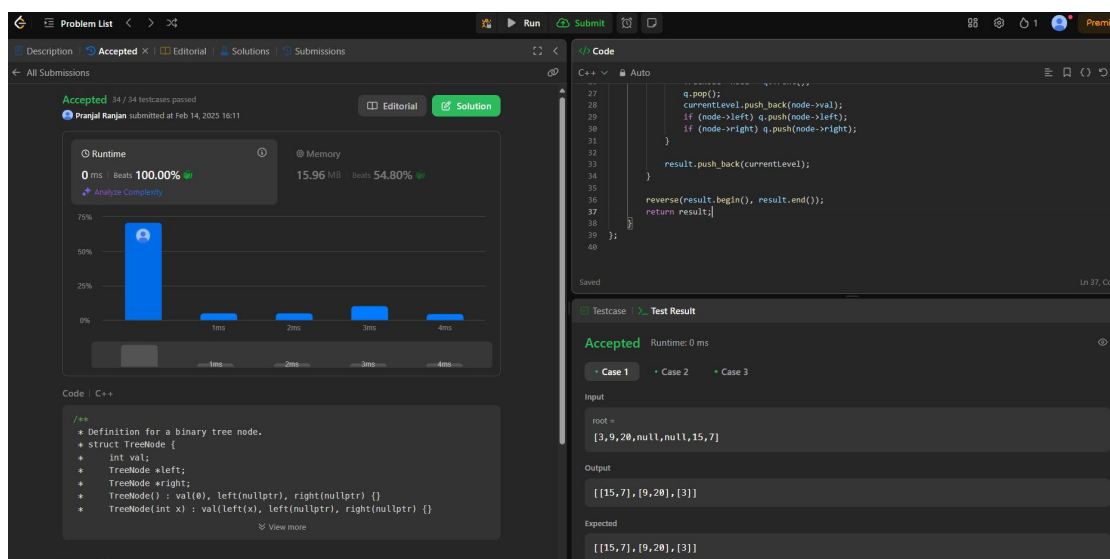 Problem List
Run
Submit
1
Premi
Description
Accepted
Editorial
Solutions
Submissions
All Submissions
Accepted 34 / 34 testcases passed
Pranjal Ranjan submitted at Feb 14, 2025 16:11
Editorial
Solution
Runtime
0 ms Beats 100.00%
Analyze Complexity
Memory
15.96 MB Beats 54.80%
75%
50%
25%
0%
1ms 2ms 3ms 4ms
1ms 2ms 3ms 4ms
Code | C++
/**
* Definition for a binary tree node.
* struct TreeNode {
*     int val;
*     TreeNode *left;
*     TreeNode *right;
*     TreeNode() : val(0), left(nullptr), right(nullptr) {}
*     TreeNode(int x) : val(x), left(nullptr), right(nullptr) {}
View more
</> Code
C++ Auto
27 q.pop();
28 currentLevel.push_back(node->val);
29 if (node->left) q.push(node->left);
30 if (node->right) q.push(node->right);
31 }
32
33 result.push_back(currentLevel);
34 }
35
36 reverse(result.begin(), result.end());
37 return result;
38 }
39 };
40
Saved
Ln 37, Co
Testcase
Test Result
Accepted Runtime: 0 ms
Case 1 Case 2 Case 3
Input
root =
[3,9,20,null,null,15,7]
Output
[[15,7],[9,20],[3]]
Expected
[[15,7],[9,20],[3]]